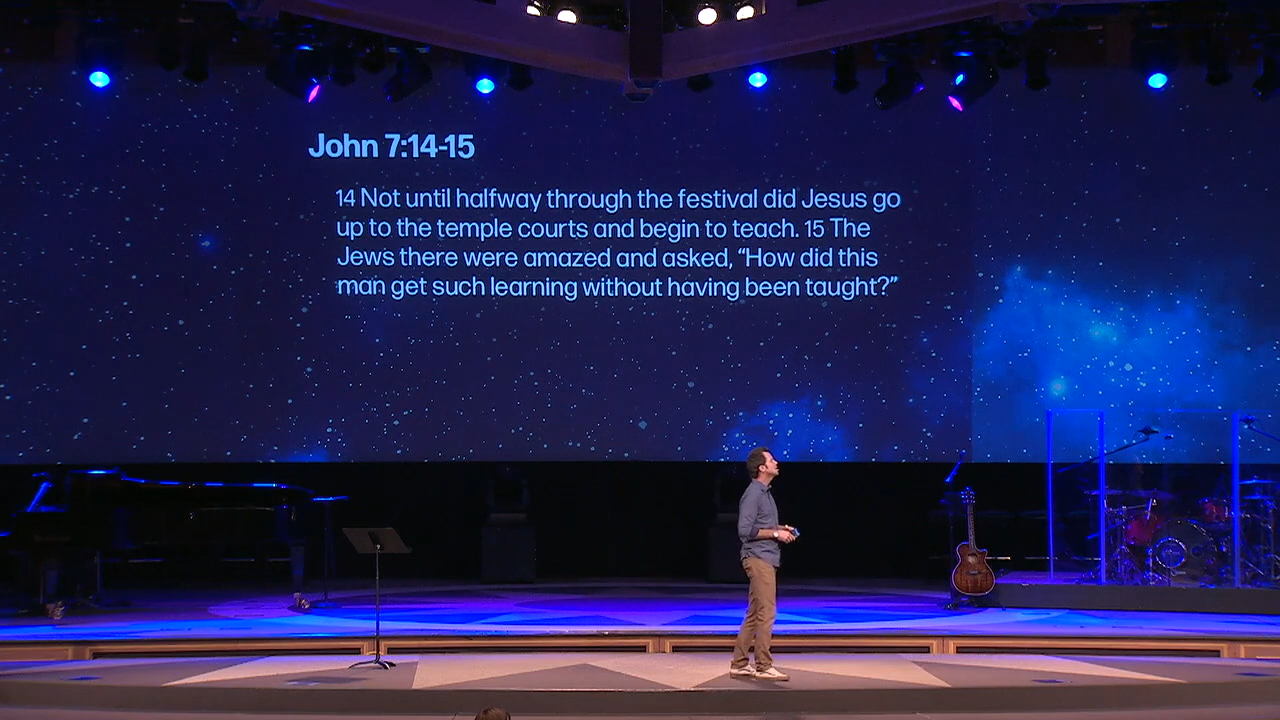 John 7:14-15
14 Not until halfway through the festival did Jesus go
up to the temple courts and begin to teach. 15 The
Jews there were amazed and asked, “How did this
man get such learning without having been taught?”